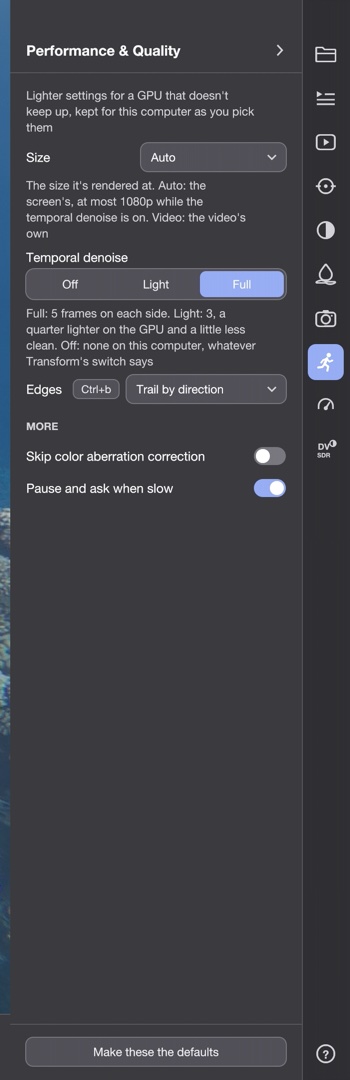 Performance & Quality
Lighter settings for a GPU that doesn't
keep up, kept for this computer as you pick
them
Size
Auto
The size it's rendered at. Auto: the
screen's, at most 1080p while the
temporal denoise is on. Video: the video's
own
Temporal denoise
Off
Light
Full
Full: 5 frames on each side. Light: 3, a
quarter lighter on the GPU and a little less
clean. Off: none on this computer, whatever
Transform's switch says
Edges
Ctrl+b
Trail by direction
MORE
Skip color aberration correction
Pause and ask when slow
DV
SDR
Make these the defaults
?